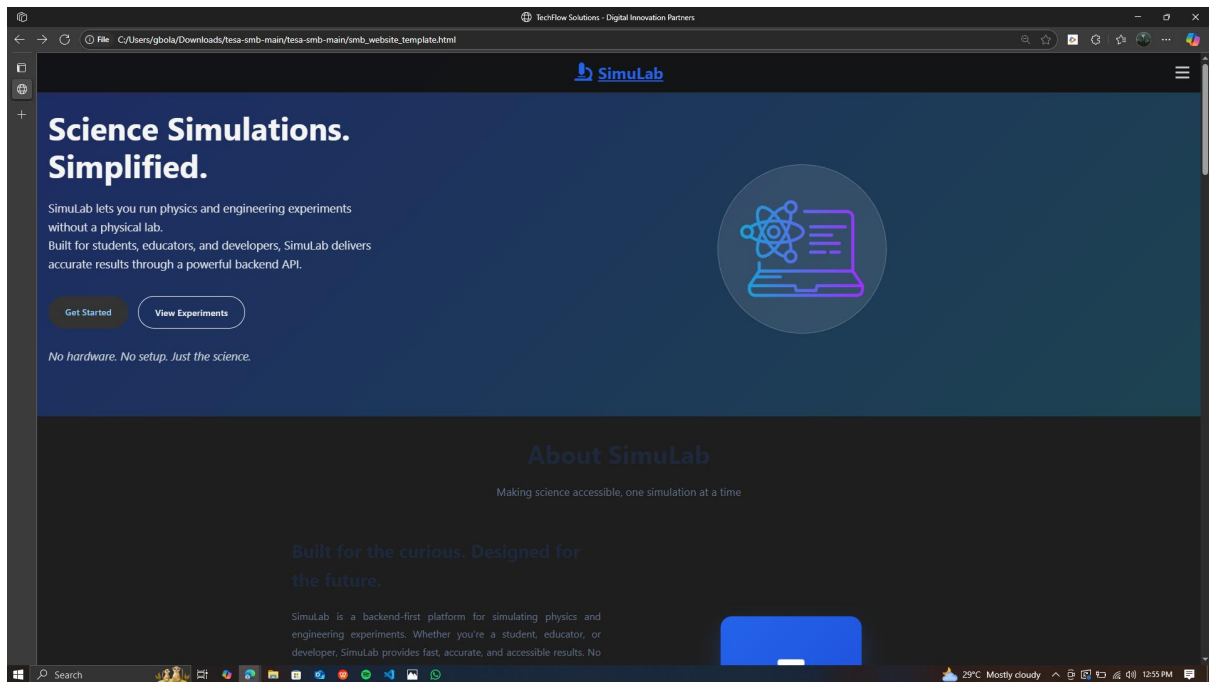 TechFlow Solutions - Digital Innovation Partners
File C:/Users/gbola/Downloads/tesa-smb-main/tesa-smb-main/smb_website_template.html
SimuLab
Science Simulations.
Simplified.
SimuLab lets you run physics and engineering experiments
without a physical lab.
Built for students, educators, and developers, SimuLab delivers
accurate results through a powerful backend API.
Get Started
View Experiments
No hardware. No setup. Just the science.
About SimuLab
Making science accessible, one simulation at a time
Built for the curious. Designed for
the future.
SimuLab is a backend-first platform for simulating physics and
engineering experiments. Whether you're a student, educator, or
developer, SimuLab provides fast, accurate, and accessible results. No
Search
29°C Mostly cloudy
12:55 PM